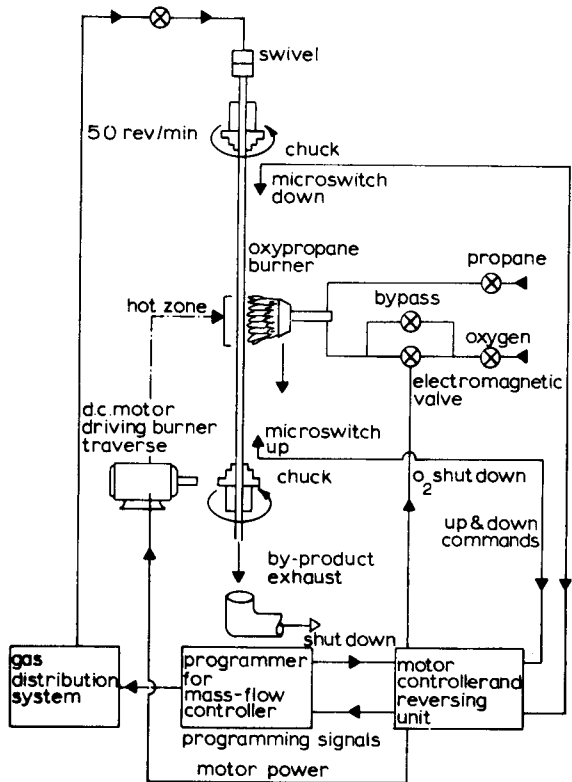 swivel
50 rev/min
chuck
microswitch
down
oxypropane
burner
propane
hot zone
bypass
oxygen
electromagnetic
valve
d.c. motor
driving burner
traverse
microswitch
up
chuck
O2 shut down
up & down
commands
by-product
exhaust
shut down
gas
distribution
system
programmer
for
mass-flow
controller
motor
controller and
reversing
unit
programming signals
motor power